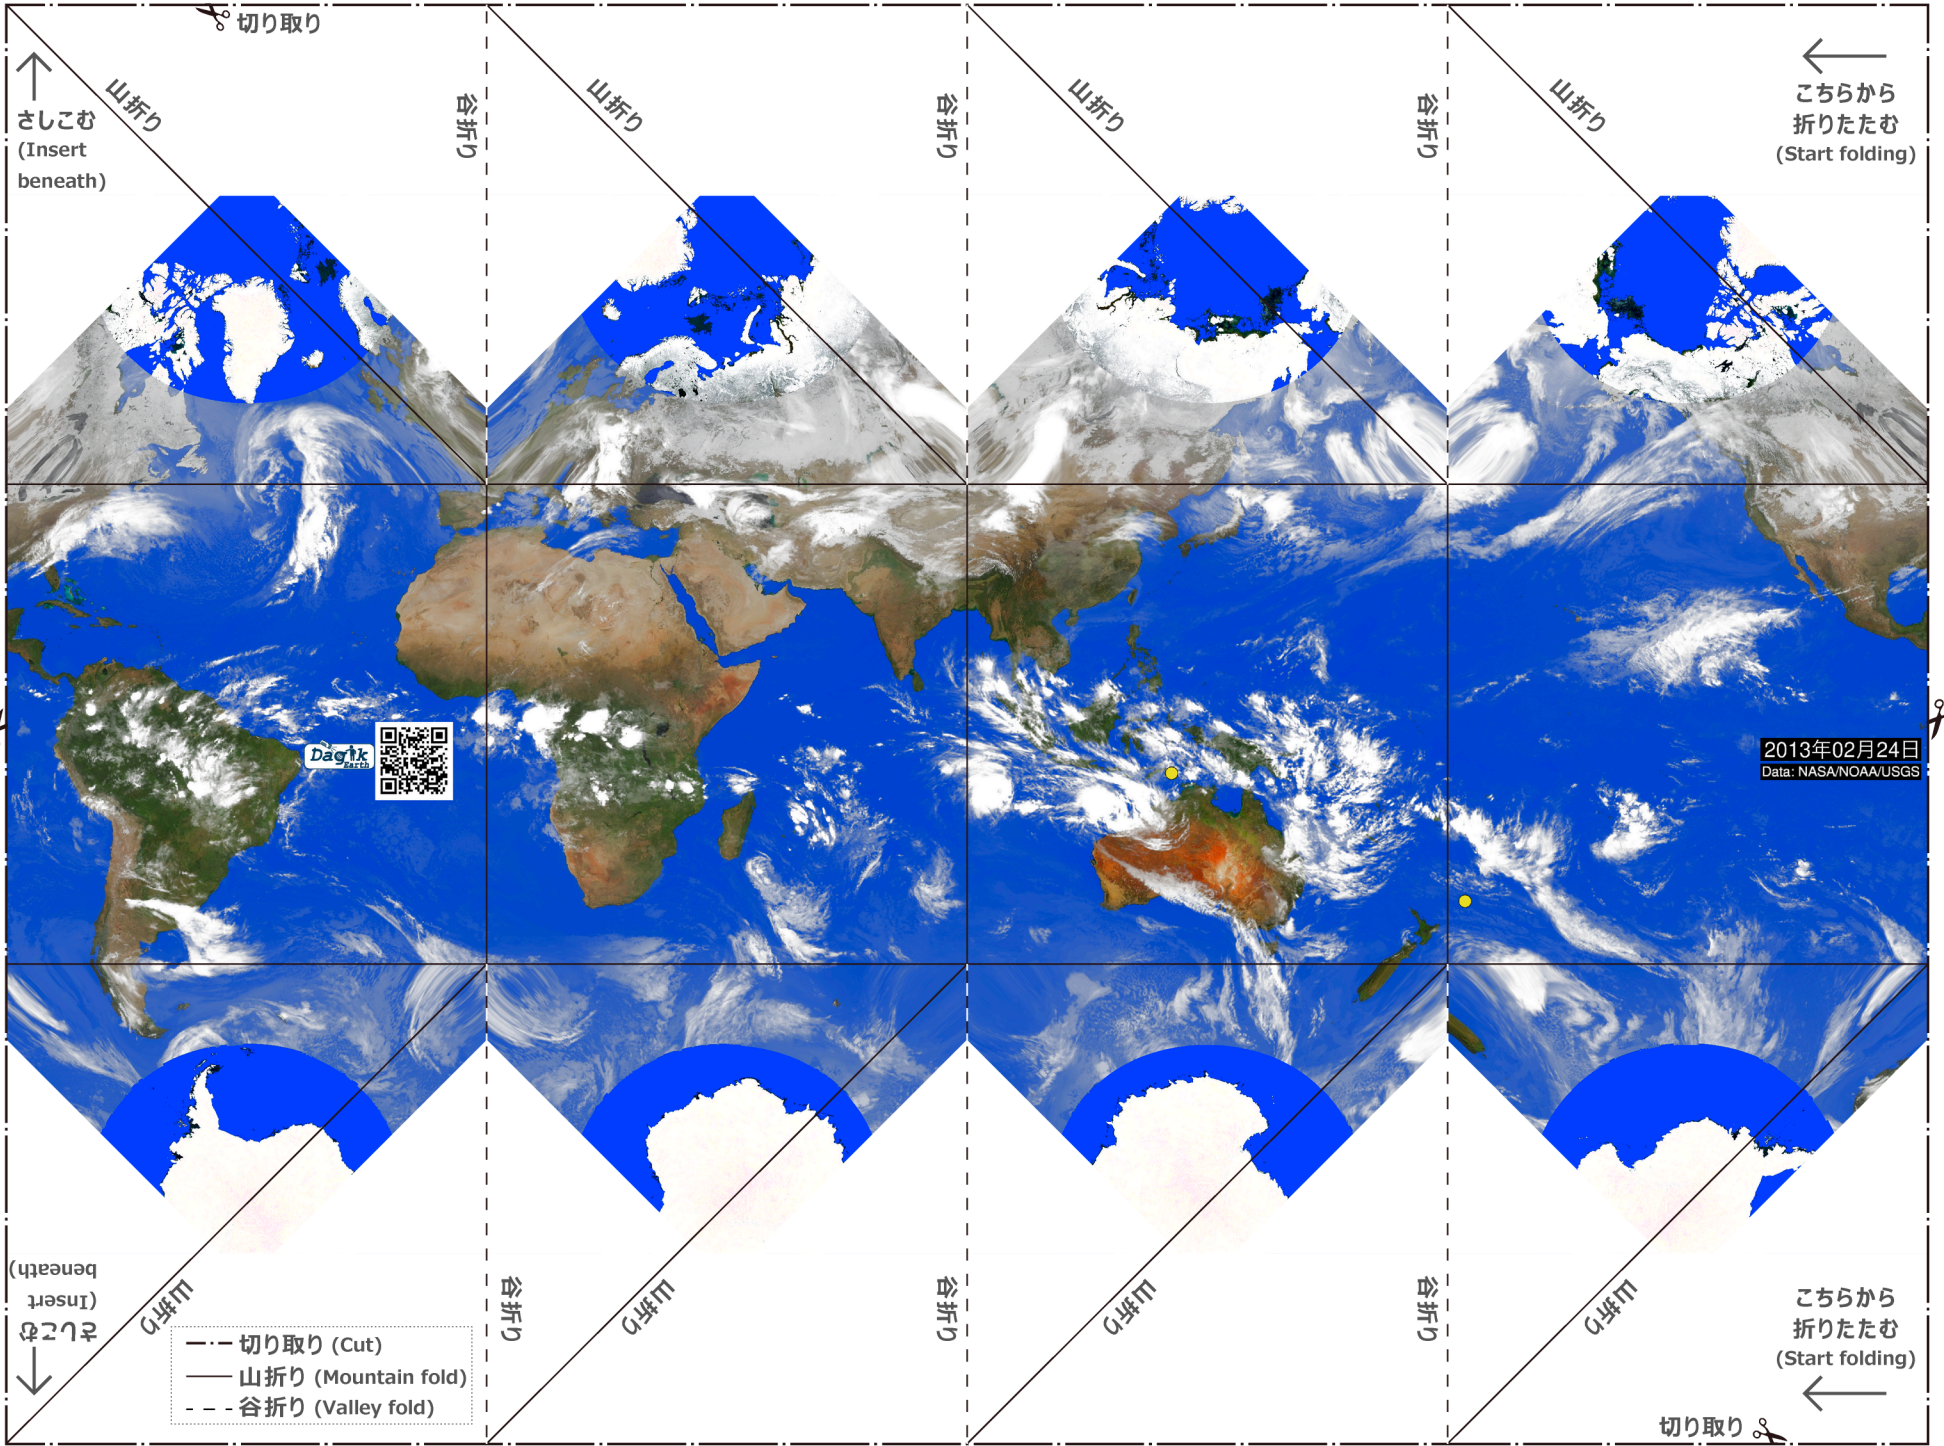 切り取り
山折り
谷折り
山折り
谷折り
山折り
谷折り
山折り
さしこむ
(Insert
beneath)
こちらから
折りたたむ
(Start folding)
Dagik
Earth
2013年02月24日
Data: NASA/NOAA/USGS
さしこむ
(Insert
beneath)
山折り
谷折り
山折り
谷折り
山折り
谷折り
山折り
こちらから
折りたたむ
(Start folding)
切り取り (Cut)
山折り (Mountain fold)
谷折り (Valley fold)
切り取り